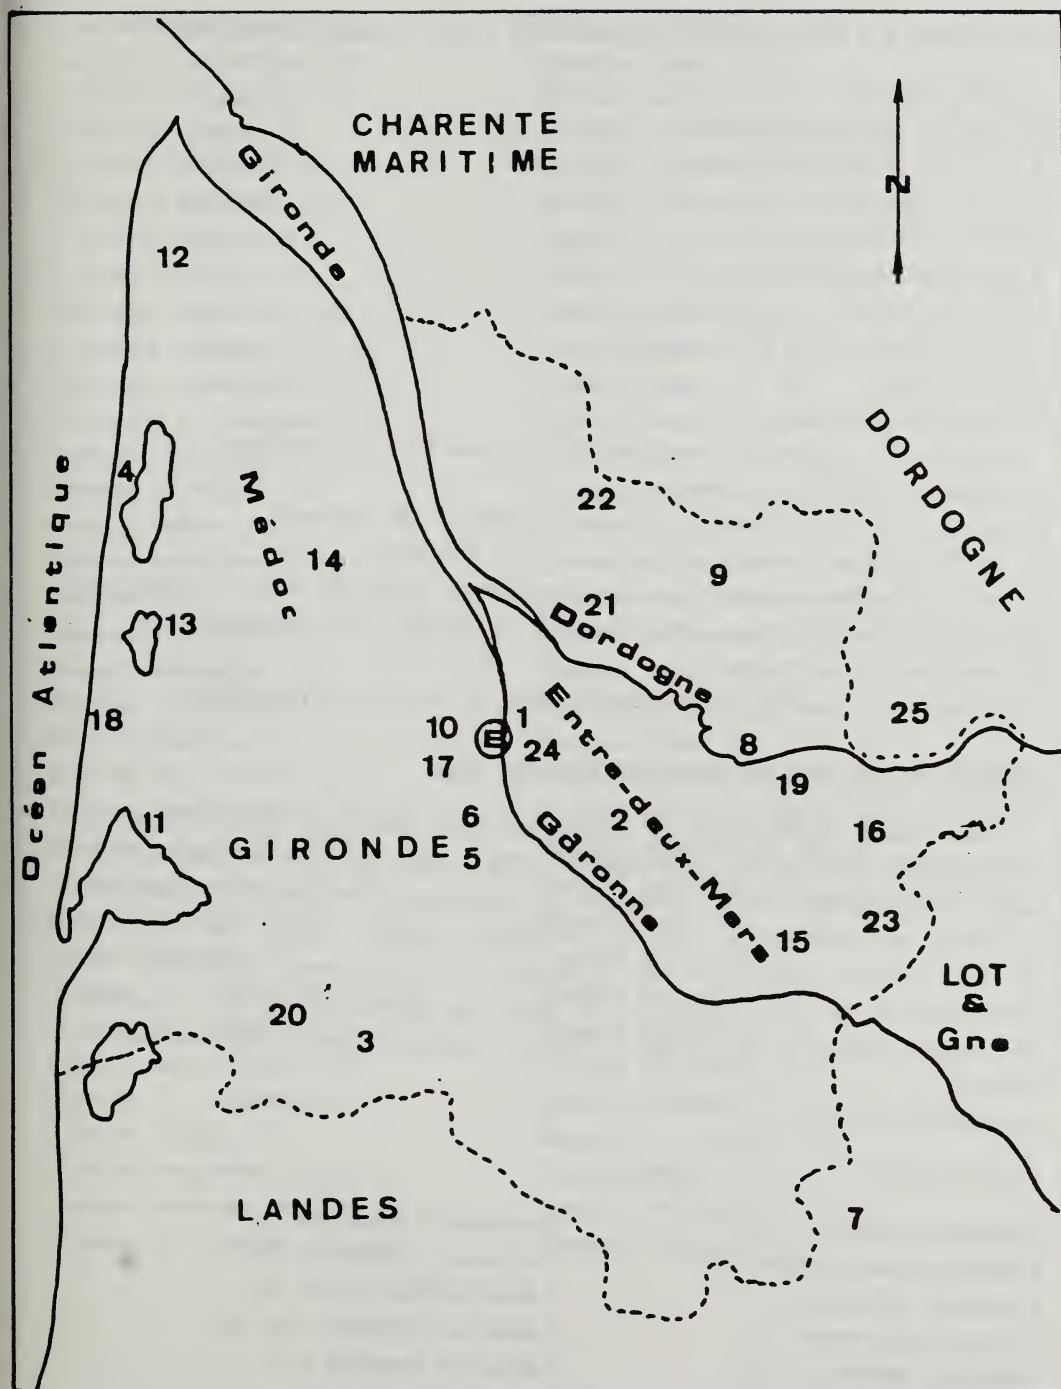 CHARENTE
MARITIME
N
Gironde
12
DORDOGNE
4
Médoc
22
14
9
13
21
Dordogne
Océan Atlantique
18
10
1
25
B
24
Entre-deux-Mers
8
17
19
6
2
16
11
GIRONDE
5
Garonne
23
15
LOT
&
Gne
20
3
LANDES
7